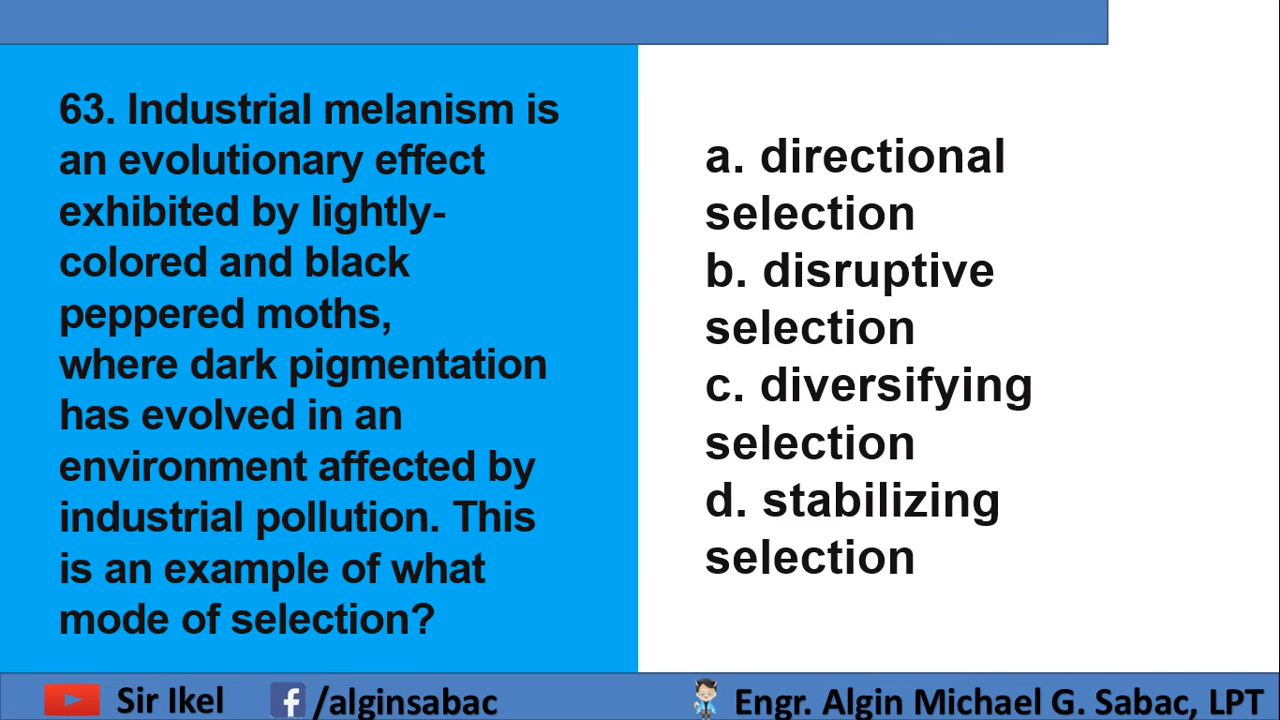 63. Industrial melanism is
an evolutionary effect
exhibited by lightly-
colored and black
peppered moths,
where dark pigmentation
has evolved in an
environment affected by
industrial pollution. This
is an example of what
mode of selection?
a. directional
selection
b. disruptive
selection
c. diversifying
selection
d. stabilizing
selection
Sir Ikel
f /alginsabac
Engr. Algin Michael G. Sabac, LPT